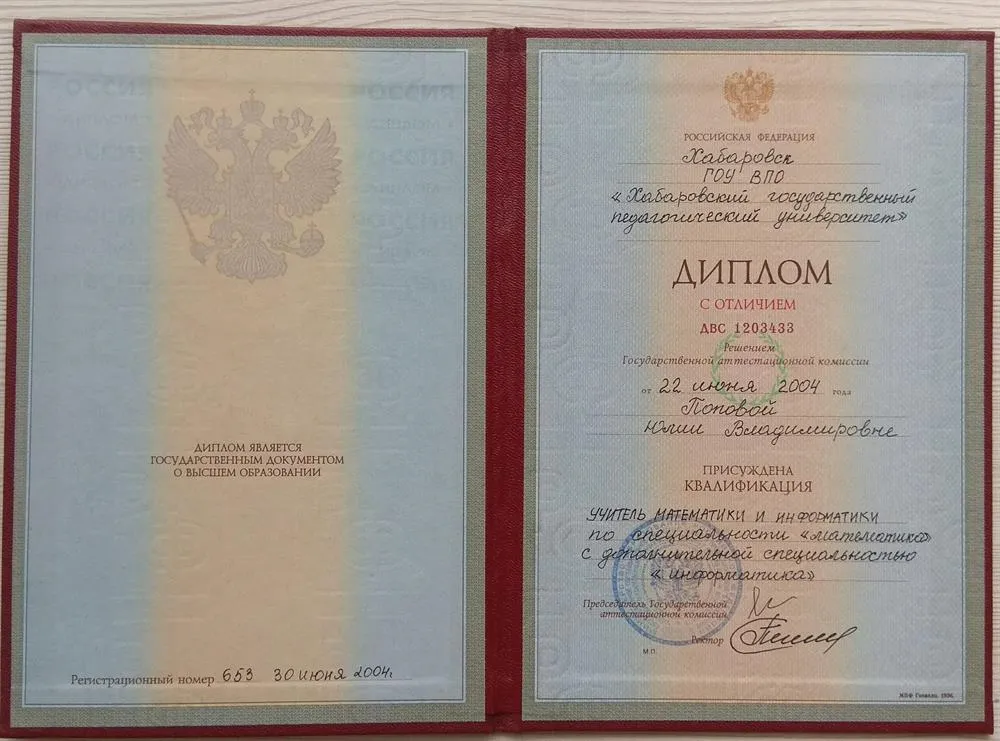 ДИПЛОМ ЯВЛЯЕТСЯ
ГОСУДАРСТВЕННЫМ ДОКУМЕНТОМ
О ВЫСШЕМ ОБРАЗОВАНИИ
Регистрационный номер 653 30 июня 2004г.
РОССИЙСКАЯ ФЕДЕРАЦИЯ
Хабаровск
ГОУ ВПО
«Хабаровский государственный
педагогический университет»
ДИПЛОМ
С ОТЛИЧИЕМ
ДВС 1203433
Решением
Государственной аттестационной комиссии
от 22 июня 2004 года
Поповой
Юлии Владимировне
ПРИСУЖДЕНА
КВАЛИФИКАЦИЯ
УЧИТЕЛЬ МАТЕМАТИКИ И ИНФОРМАТИКИ
по специальности «математика»
с дополнительной специальностью
«информатика»
Председатель Государственной
аттестационной комиссии
Ректор
М.П.